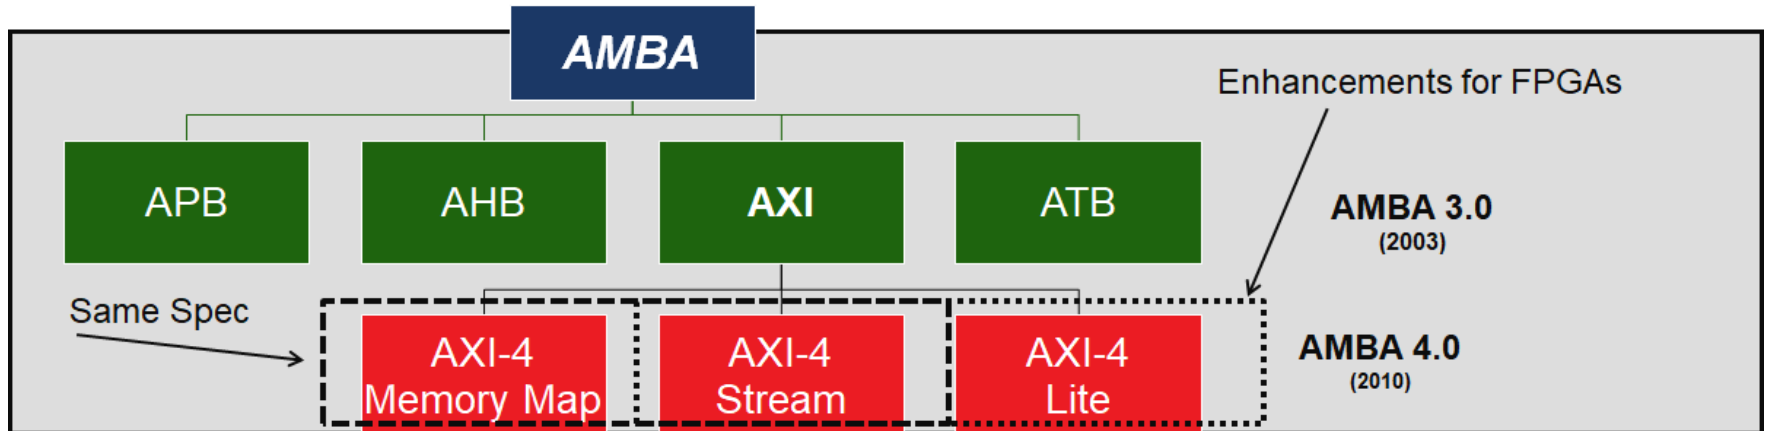 AMBA
Enhancements for FPGAs
APB
AHB
AXI
ATB
AMBA 3.0
(2003)
Same Spec
AXI-4
Memory Map
AXI-4
Stream
AXI-4
Lite
AMBA 4.0
(2010)